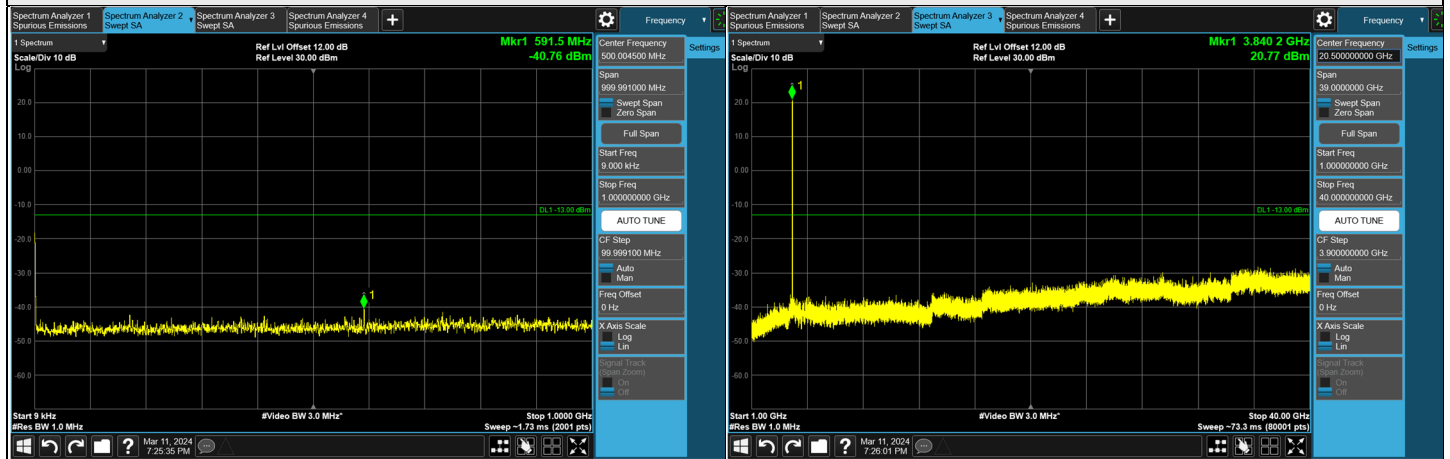 Spectrum Analyzer 1
Spurious Emissions
Spectrum Analyzer 2
Swept SA
Spectrum Analyzer 3
Swept SA
Spectrum Analyzer 4
Spurious Emissions
Frequency
1 Spectrum
Scale/Div 10 dB
Log
Ref Lvl Offset 12.00 dB
Ref Level 30.00 dBm
Mkr1 591.5 MHz
-40.76 dBm
1
20.0
10.0
0.00
-10.0
DL1 -13.00 dBm
-20.0
-30.0
-40.0
-50.0
-60.0
Start 9 kHz
#Res BW 1.0 MHz
#Video BW 3.0 MHz*
Stop 1.0000 GHz
Sweep ~1.73 ms (2001 pts)
Mar 11, 2024
7:25:35 PM
Center Frequency
500.004500 MHz
Settings
Span
999.991000 MHz
Swept Span
Zero Span
Full Span
Start Freq
9.000 kHz
Stop Freq
1.000000000 GHz
AUTO TUNE
CF Step
99.999100 MHz
Auto
Man
Freq Offset
0 Hz
X Axis Scale
Log
Lin
Signal Track
(Span Zoom)
On
Off
Spectrum Analyzer 1
Spurious Emissions
Spectrum Analyzer 2
Swept SA
Spectrum Analyzer 3
Swept SA
Spectrum Analyzer 4
Spurious Emissions
Frequency
1 Spectrum
Scale/Div 10 dB
Log
Ref Lvl Offset 12.00 dB
Ref Level 30.00 dBm
Mkr1 3.840 2 GHz
20.77 dBm
1
20.0
10.0
0.00
-10.0
DL1 -13.00 dBm
-20.0
-30.0
-40.0
-50.0
-60.0
Start 1.00 GHz
#Res BW 1.0 MHz
#Video BW 3.0 MHz*
Stop 40.00 GHz
Sweep ~73.3 ms (80001 pts)
Mar 11, 2024
7:26:01 PM
Center Frequency
20.50000000 GHz
Settings
Span
39.0000000 GHz
Swept Span
Zero Span
Full Span
Start Freq
1.000000000 GHz
Stop Freq
40.000000000 GHz
AUTO TUNE
CF Step
3.900000000 GHz
Auto
Man
Freq Offset
0 Hz
X Axis Scale
Log
Lin
Signal Track
(Span Zoom)
On
Off